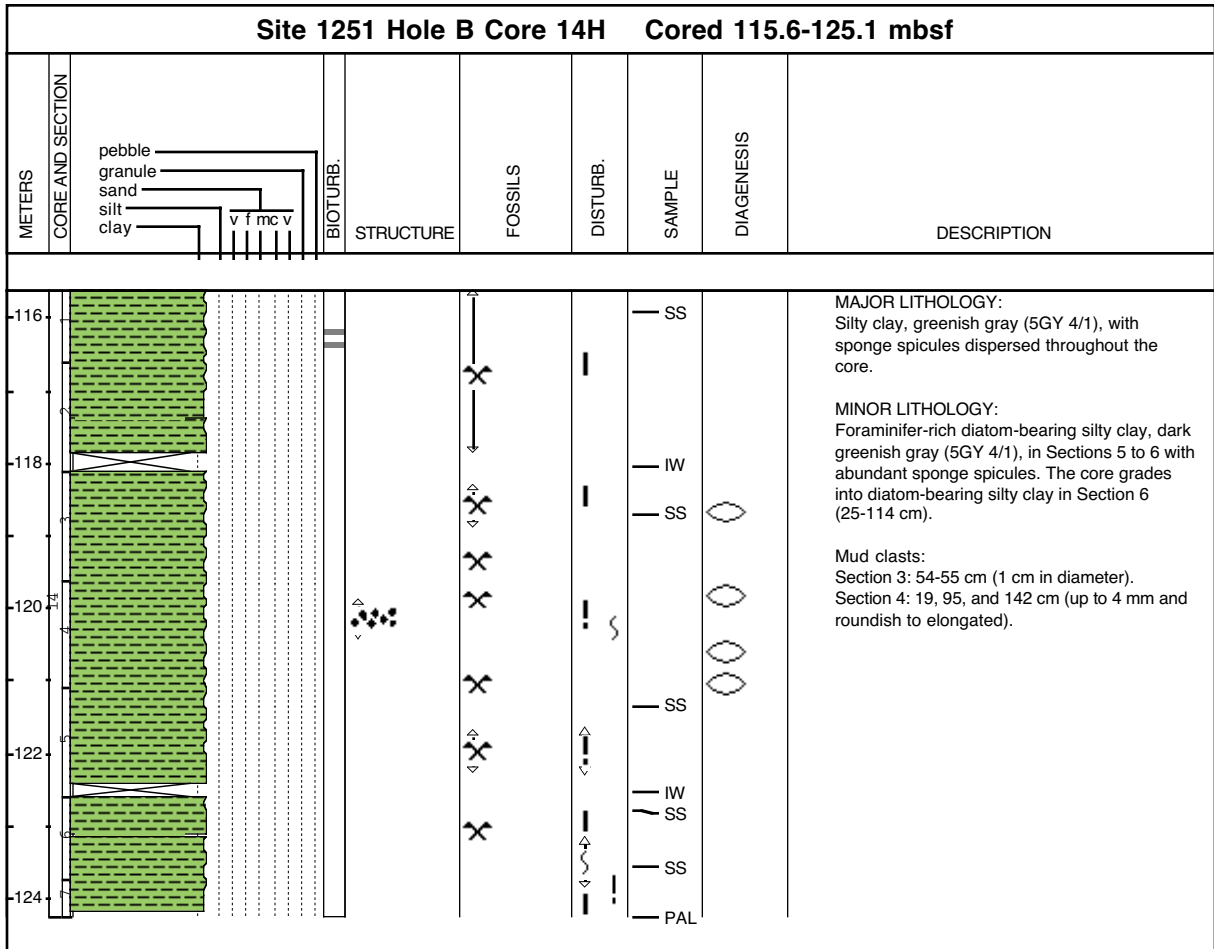 Site 1251 Hole B Core 14H Cored 115.6-125.1 mbsf
METERS
CORE AND SECTION
pebble
granule
sand
silt
clay
v f m c v
BIOTURB.
STRUCTURE
FOSSILS
DISTURB.
SAMPLE
DIAGENESIS
DESCRIPTION
116
118
120
122
124
14
1
2
3
4
5
6
7
SS
IW
SS
SS
IW
SS
SS
PAL
MAJOR LITHOLOGY:
Silty clay, greenish gray (5GY 4/1), with
sponge spicules dispersed throughout the
core.
MINOR LITHOLOGY:
Foraminifer-rich diatom-bearing silty clay, dark
greenish gray (5GY 4/1), in Sections 5 to 6 with
abundant sponge spicules. The core grades
into diatom-bearing silty clay in Section 6
(25-114 cm).
Mud clasts:
Section 3: 54-55 cm (1 cm in diameter).
Section 4: 19, 95, and 142 cm (up to 4 mm and
roundish to elongated).